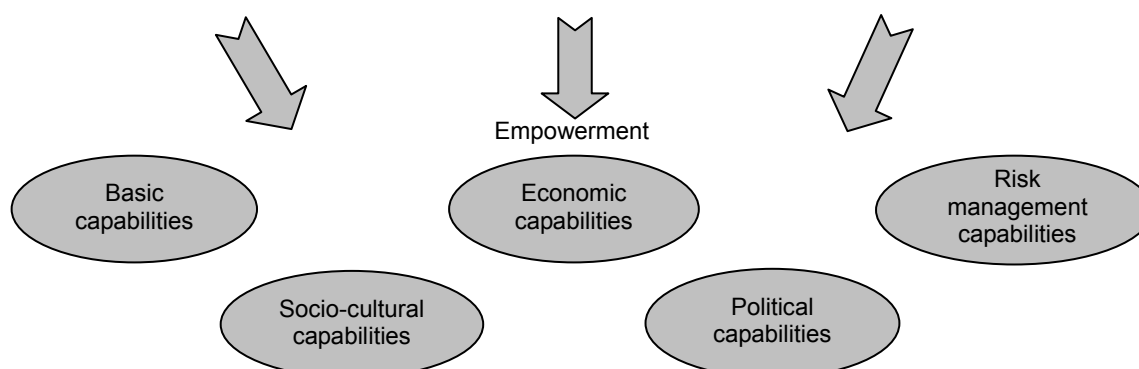 Empowerment
Basic
capabilities
Economic
capabilities
Risk
management
capabilities
Socio-cultural
capabilities
Political
capabilities